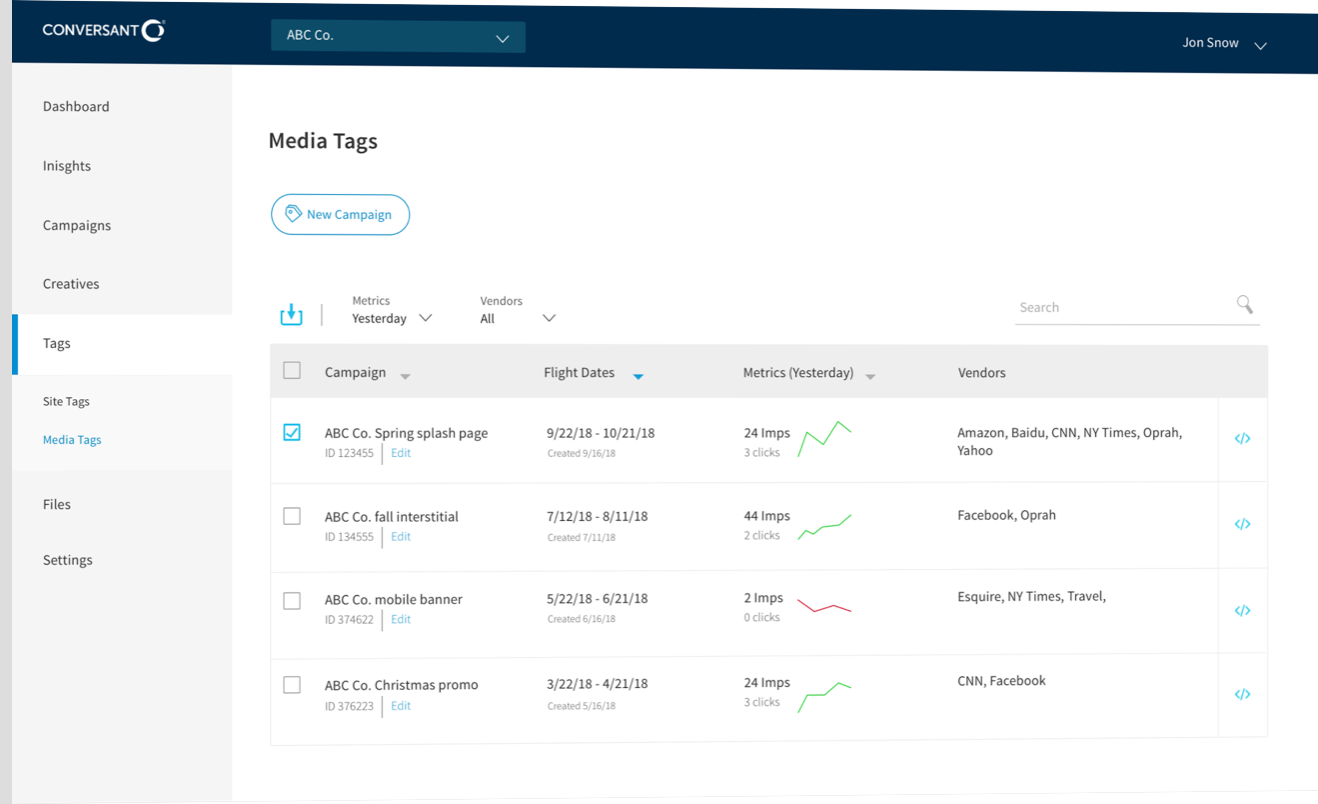 CONVERSANT
ABC Co.
Jon Snow
Dashboard
Inisghts
Campaigns
Creatives
Tags
Site Tags
Media Tags
Files
Settings
Media Tags
New Campaign
Metrics
Yesterday
Vendors
All
Search
Campaign Flight Dates Metrics (Yesterday) Vendors
ABC Co. Spring splash page 9/22/18 - 10/21/18 24 Imps Amazon, Baidu, CNN, NY Times, Oprah,
ID 123455 Edit Created 9/16/18 3 clicks Yahoo
</>
ABC Co. fall interstitial 7/12/18 - 8/11/18 44 Imps Facebook, Oprah
ID 134555 Edit Created 7/11/18 2 clicks
</>
ABC Co. mobile banner 5/22/18 - 6/21/18 2 Imps Esquire, NY Times, Travel,
ID 374622 Edit Created 6/16/18 0 clicks
</>
ABC Co. Christmas promo 3/22/18 - 4/21/18 24 Imps CNN, Facebook
ID 376223 Edit Created 5/16/18 3 clicks
</>